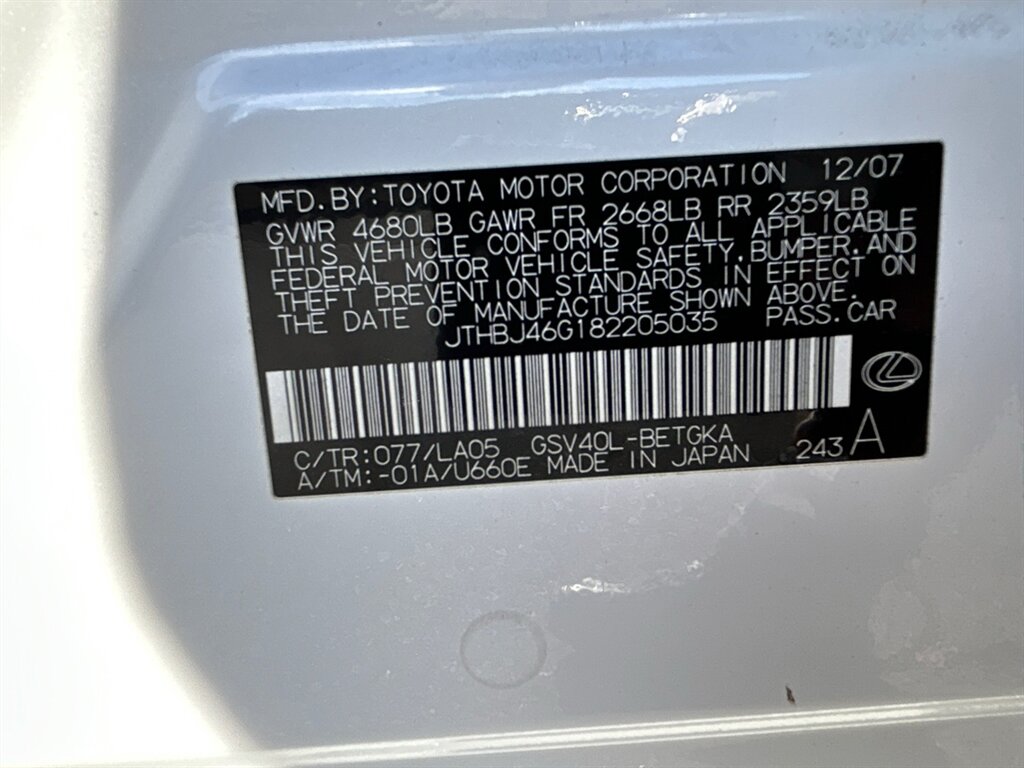 MFD.BY:TOYOTA MOTOR CORPORATION 12/07
GVWR 4680LB GAWR FR 2668LB RR 2359LB
THIS VEHICLE CONFORMS TO ALL APPLICABLE
FEDERAL MOTOR VEHICLE SAFETY,BUMPER,AND
THEFT PREVENTION STANDARDS IN EFFECT ON
THE DATE OF MANUFACTURE SHOWN ABOVE.
JTHBJ46G182205035 PASS.CAR
C/TR:077/LA05 GSV40L-BETGKA
A/TM:-01A/U660E MADE IN JAPAN 243 A